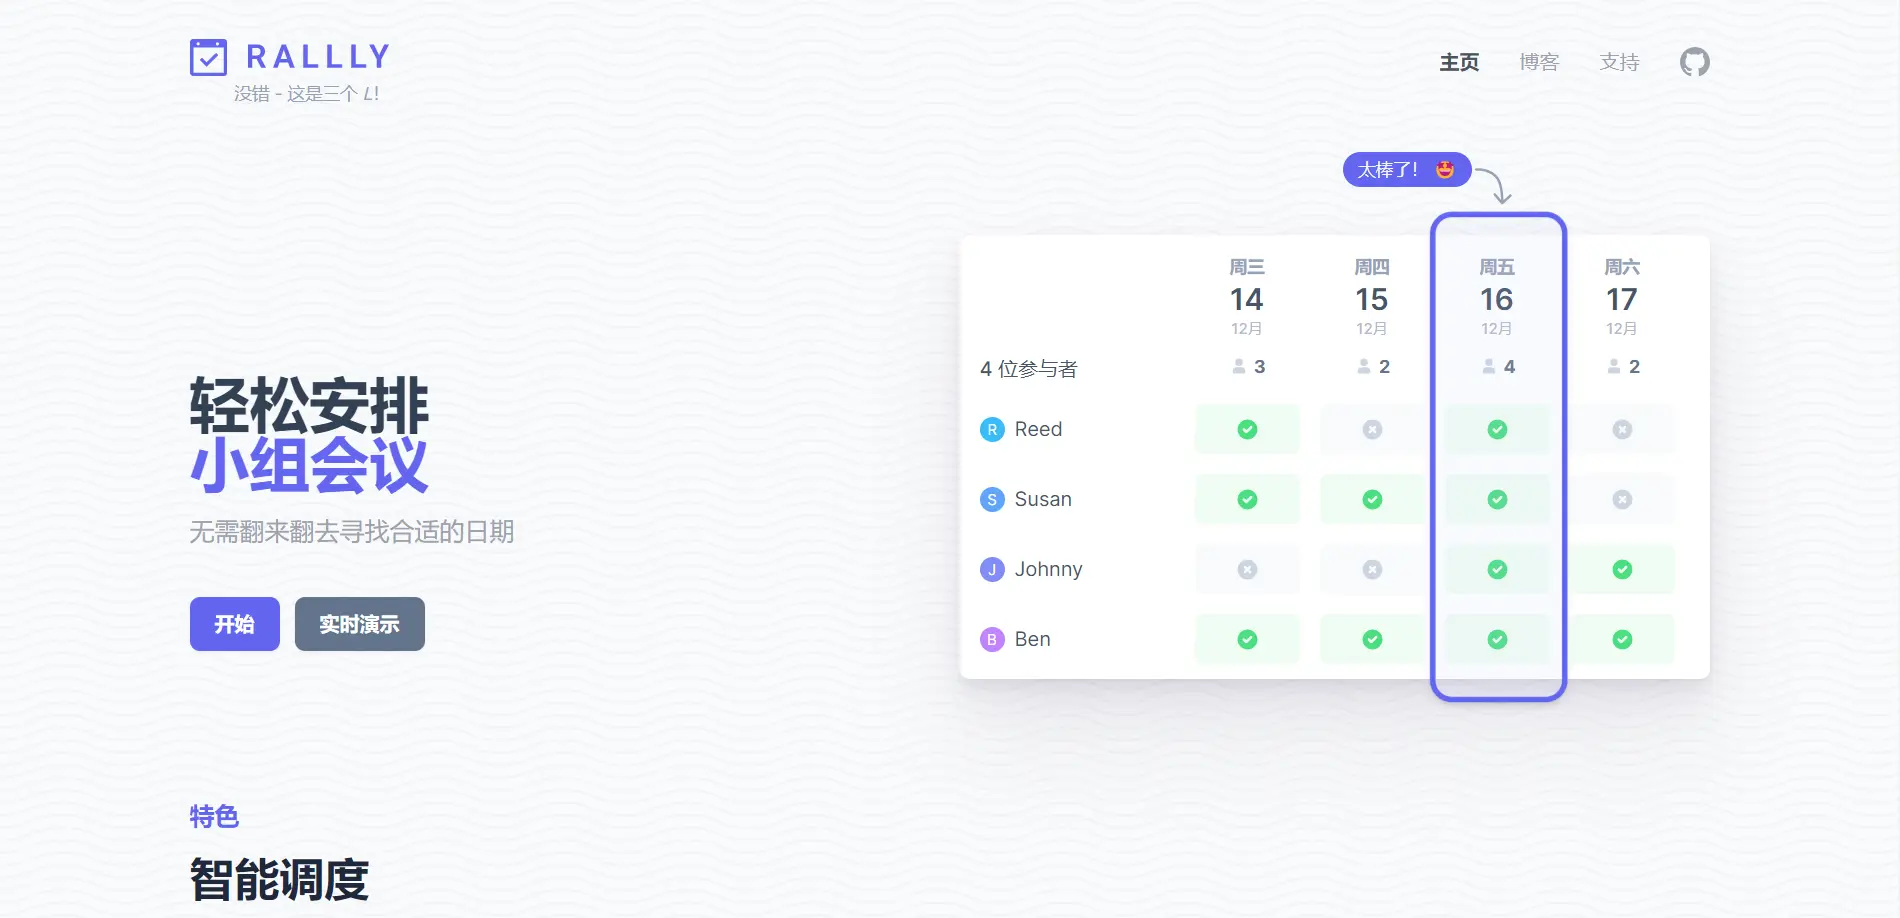 RALLLY
没错 - 这是三个 L!
主页 博客 支持
太棒了！
周三 周四 周五 周六
14 15 16 17
12月 12月 12月 12月
4 位参与者 3 2 4 2
R Reed
S Susan
J Johnny
B Ben
轻松安排
小组会议
无需翻来翻去寻找合适的日期
开始 实时演示
特色
智能调度